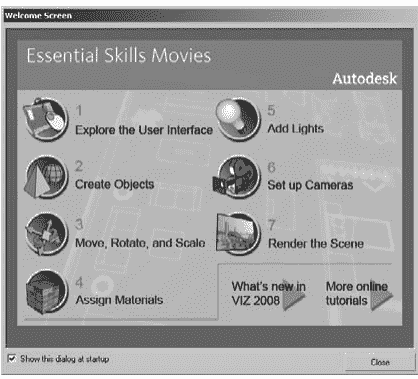 Welcome Screen
Essential Skills Movies
Autodesk
1
Explore the User Interface
2
Create Objects
3
Move, Rotate, and Scale
4
Assign Materials
5
Add Lights
6
Set up Cameras
7
Render the Scene
What's new in
VIZ 2008
More online
tutorials
Show this dialog at startup
Close